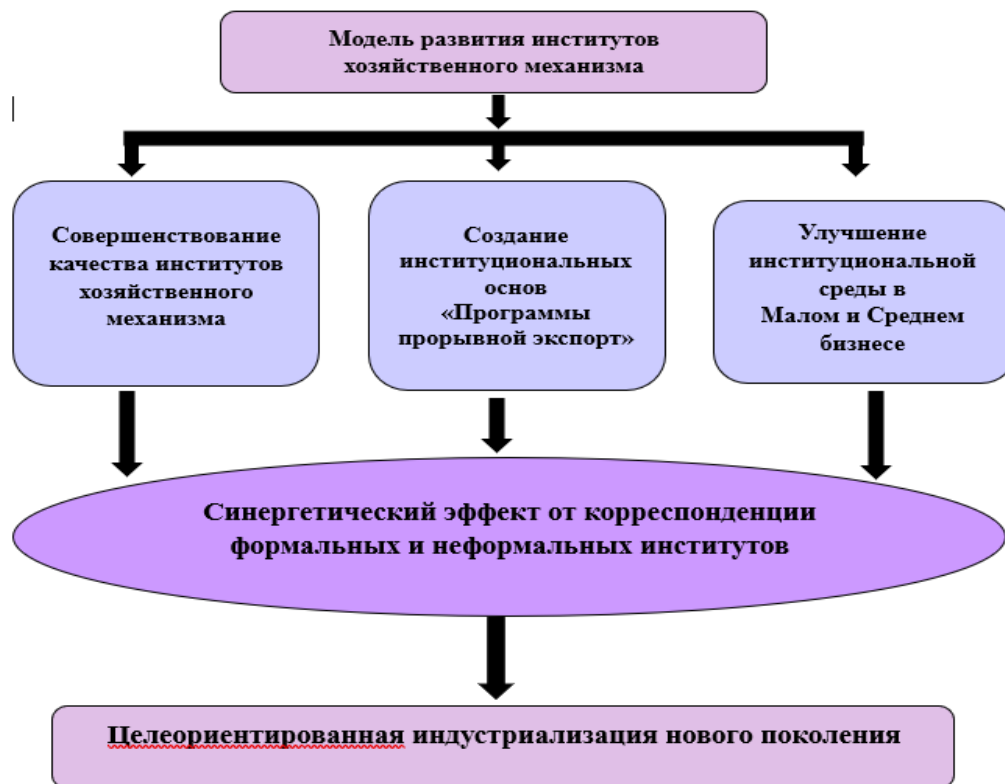 Модель развития институтов
хозяйственного механизма
Совершенствование
качества институтов
хозяйственного
механизма
Создание
институциональных
основ
«Программы
прорывной экспорт»
Улучшение
институциональной
среды в
Малом и Среднем
бизнесе
Синергетический эффект от корреспонденции
формальных и неформальных институтов
Целеориентированная индустриализация нового поколения